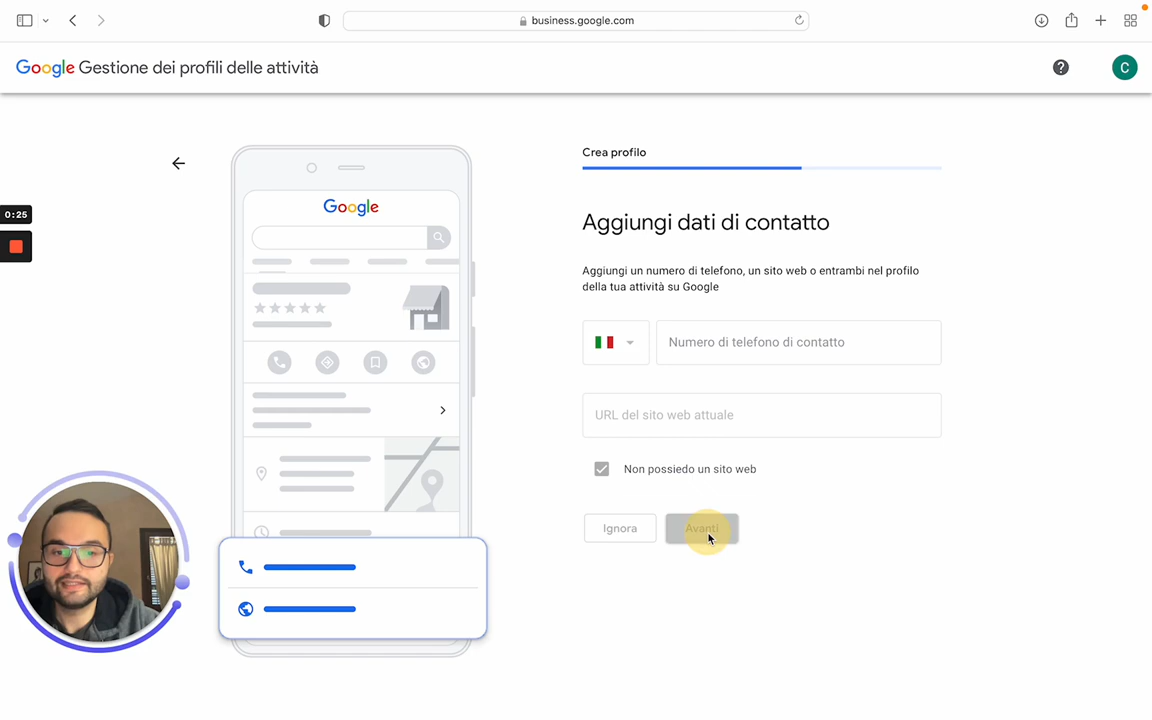 business.google.com
Google Gestione dei profili delle attività
C
0:25
Google
Crea profilo
Aggiungi dati di contatto
Aggiungi un numero di telefono, un sito web o entrambi nel profilo
della tua attività su Google
Numero di telefono di contatto
URL del sito web attuale
Non possiedo un sito web
Ignora
Avanti